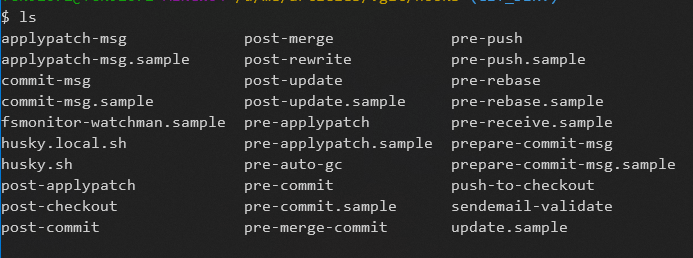 $ ls
applypatch-msg post-merge pre-push
applypatch-msg.sample post-rewrite pre-push.sample
commit-msg post-update pre-rebase
commit-msg.sample post-update.sample pre-rebase.sample
fsmonitor-watchman.sample pre-applypatch pre-receive.sample
husky.local.sh pre-applypatch.sample prepare-commit-msg
husky.sh pre-auto-gc prepare-commit-msg.sample
post-applypatch pre-commit push-to-checkout
post-checkout pre-commit.sample sendemail-validate
post-commit pre-merge-commit update.sample